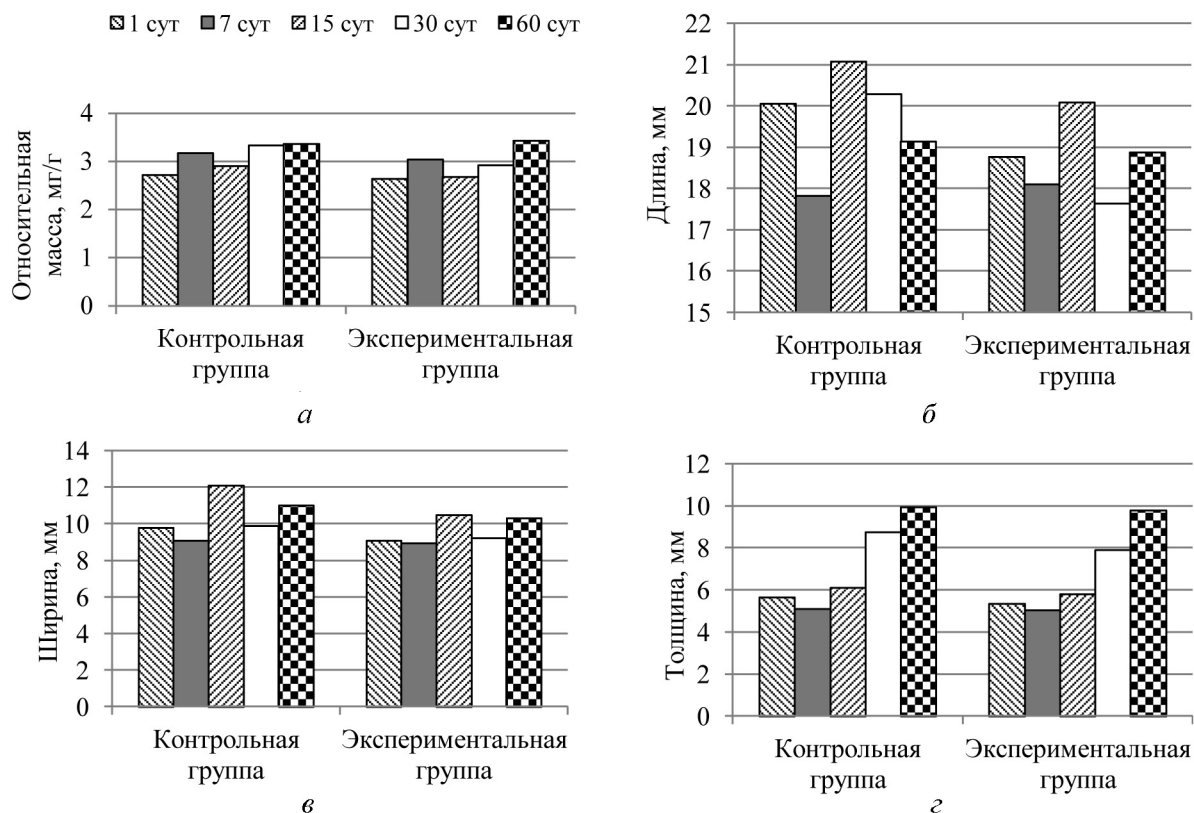 1 сут 7 сут 15 сут 30 сут 60 сут
Относительная
масса, мг/г
4
3
2
1
0
Контрольная
группа
Экспериментальная
группа
а
Длина, мм
22
21
20
19
18
17
16
15
Контрольная
группа
Экспериментальная
группа
б
Ширина, мм
14
12
10
8
6
4
2
0
Контрольная
группа
Экспериментальная
группа
в
Толщина, мм
12
10
8
6
4
2
0
Контрольная
группа
Экспериментальная
группа
г